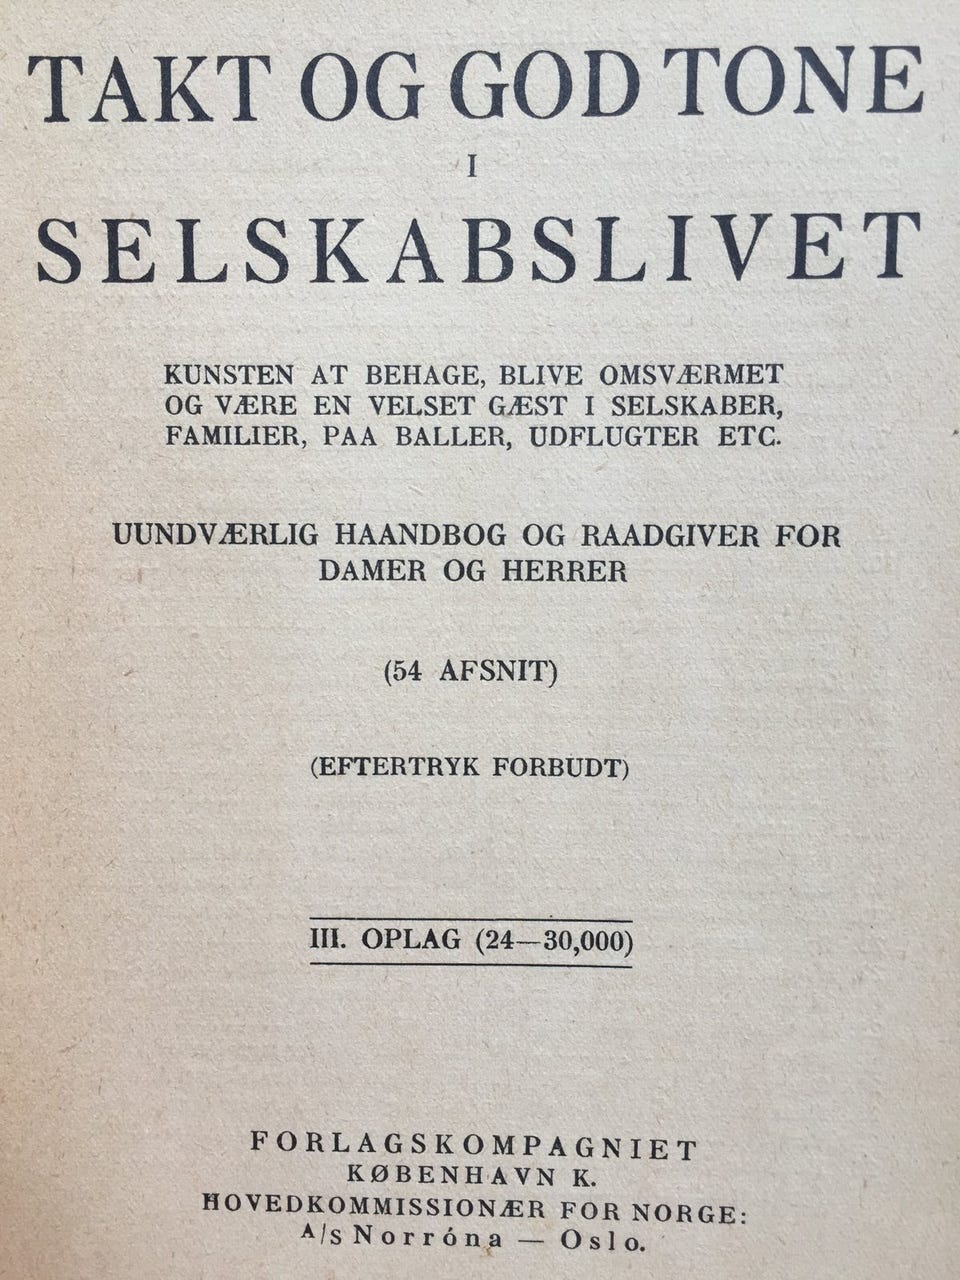 TAKT OG GOD TONE
I
SELSKABSLIVET
KUNSTEN AT BEHAGE, BLIVE OMSVÆRMET
OG VÆRE EN VELSET GÆST I SELSKABER,
FAMILIER, PAA BALLER, UDFLUGTER ETC.
UUNDVÆRLIG HAANDBOG OG RAADGIVER FOR
DAMER OG HERRER
(54 AFSNIT)
(EFTERTRYK FORBUDT)
III. OPLAG (24—30,000)
FORLAGSKOMPAGNIET
KØBENHAVN K.
HOVEDKOMMISSIONÆR FOR NORGE:
A/s Norróna — Oslo.